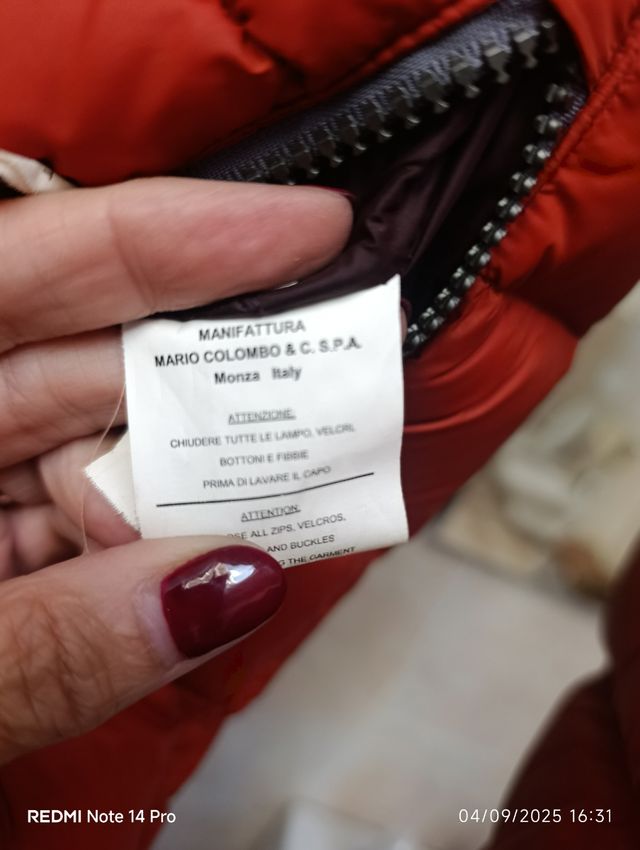 MANIFATTURA
MARIO COLOMBO & C. S.P.A.
Monza Italy
ATTENZIONE:
CHIUDERE TUTTE LE LAMPO, VELCRI,
BOTTONI E FIBBIE
PRIMA DI LAVARE IL CAPO
ATTENTION:
ALL ZIPS, VELCROS,
AND BUCKLES
THE GARMENT
REDMI Note 14 Pro
04/09/2025 16:31